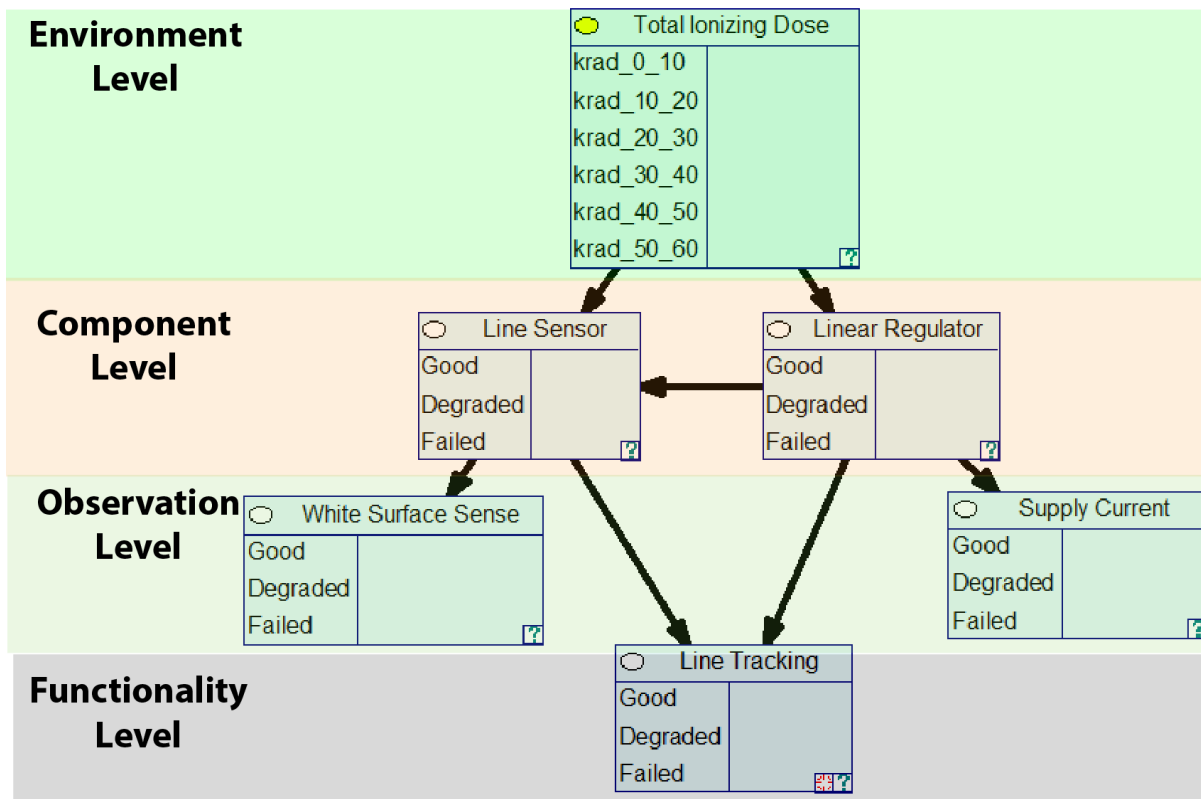 Environment
Level
Total Ionizing Dose
krad_0_10
krad_10_20
krad_20_30
krad_30_40
krad_40_50
krad_50_60
?
Component
Level
Line Sensor
Good
Degraded
Failed
?
Linear Regulator
Good
Degraded
Failed
?
Observation
Level
White Surface Sense
Good
Degraded
Failed
?
Supply Current
Good
Degraded
Failed
?
Functionality
Level
Line Tracking
Good
Degraded
Failed
?